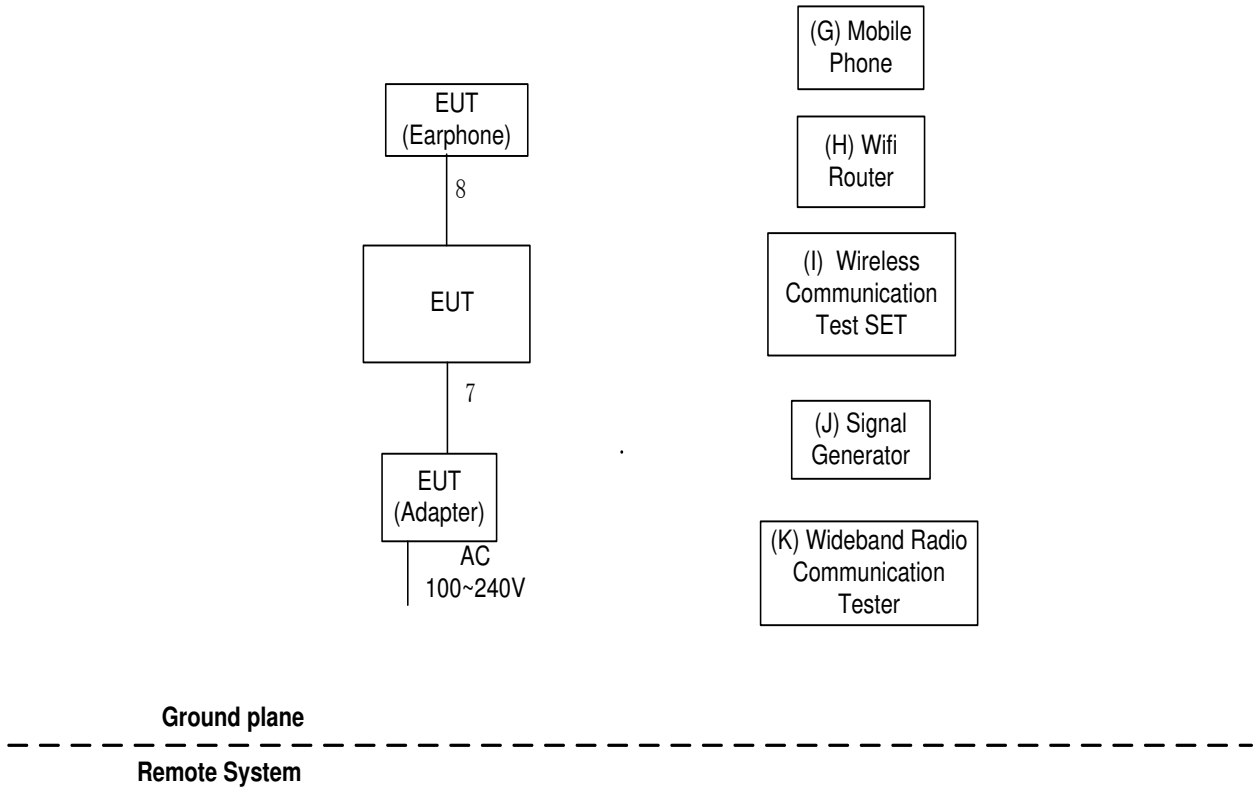 EUT
(Earphone)
8
EUT
7
EUT
(Adapter)
AC
100~240V
(G) Mobile
Phone
(H) Wifi
Router
(I) Wireless
Communication
Test SET
(J) Signal
Generator
(K) Wideband Radio
Communication
Tester
Ground plane
Remote System